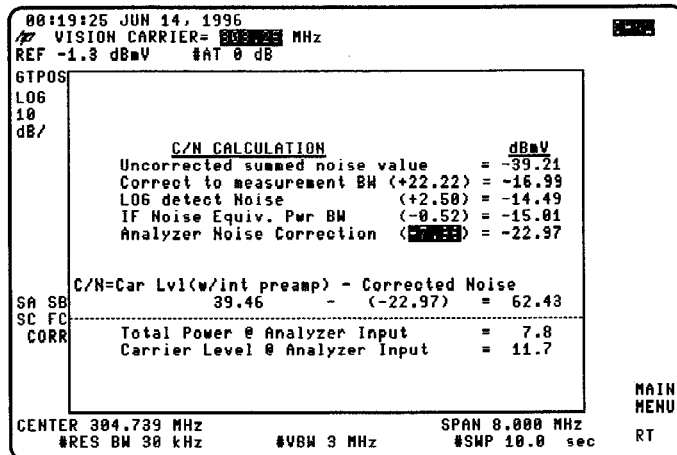 00:19:25 JUN 14, 1996
hp VISION CARRIER= MHz
REF -1.3 dBmV #AT 0 dB
GTPOS
LOG
10
dB/
C/N CALCULATION dBmV
Uncorrected summed noise value = -39.21
Correct to measurement BW (+22.22) = -16.99
LOG detect Noise (+2.50) = -14.49
IF Noise Equiv. Pwr BW (-0.52) = -15.01
Analyzer Noise Correction ( ) = -22.97
C/N=Car Lvl(w/int preamp) - Corrected Noise
39.46 - (-22.97) = 62.43
SA SB
SC FC
CORR
Total Power @ Analyzer Input = 7.8
Carrier Level @ Analyzer Input = 11.7
MAIN
MENU
CENTER 304.739 MHz SPAN 8.000 MHz
#RES BW 30 kHz #VBW 3 MHz #SWP 10.0 sec
RT